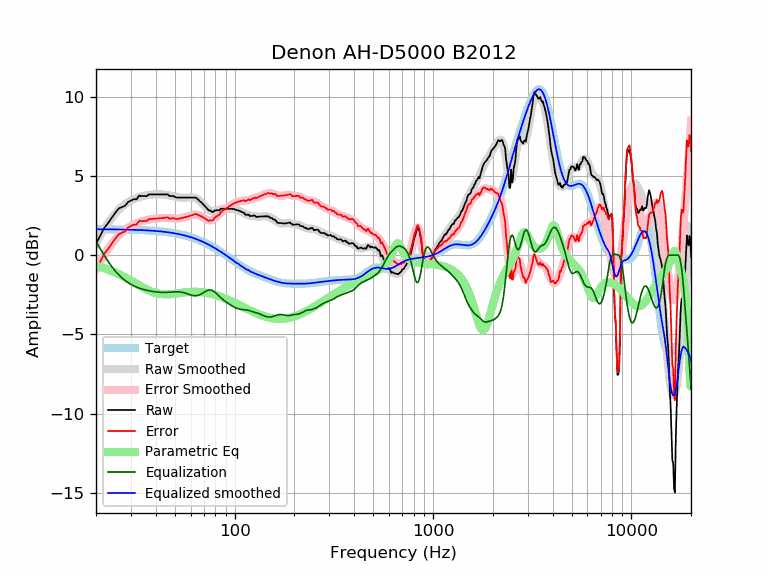 Denon AH-D5000 B2012
Amplitude (dBr)
10
5
0
−5
−10
−15
Target
Raw Smoothed
Error Smoothed
Raw
Error
Parametric Eq
Equalization
Equalized smoothed
100
1000
10000
Frequency (Hz)